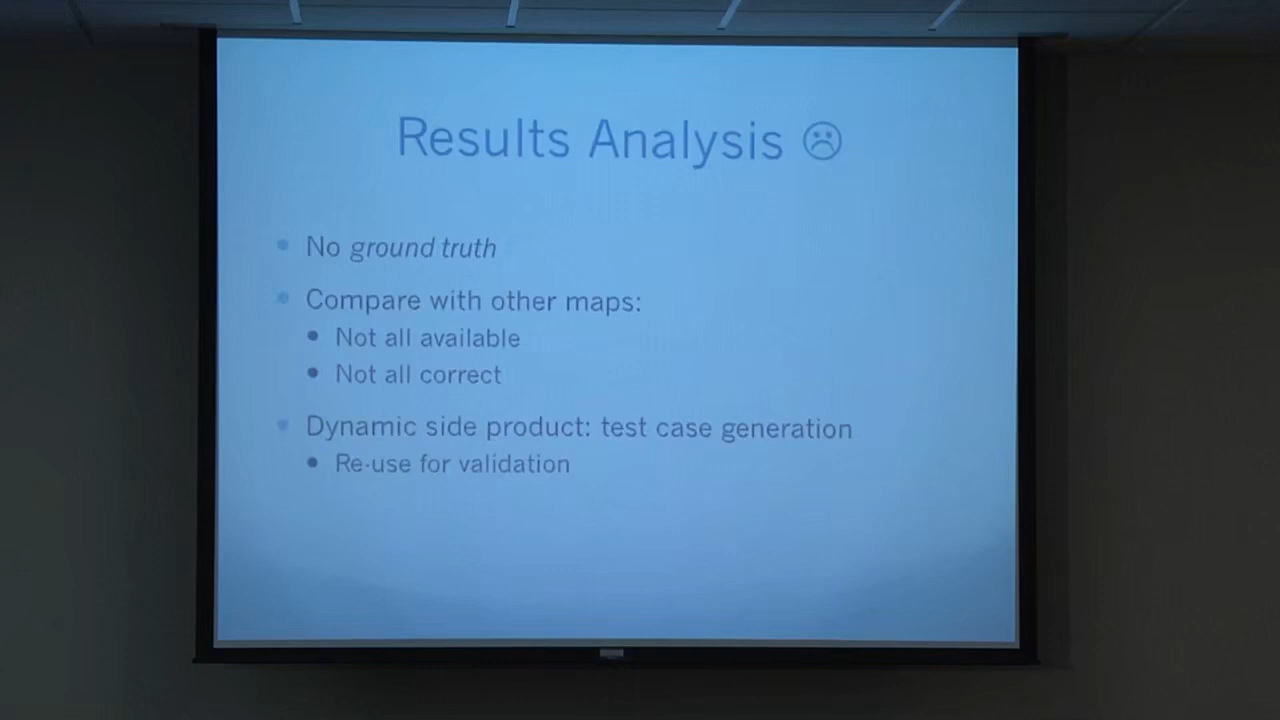 Results Analysis ☹
• No ground truth
• Compare with other maps:
• Not all available
• Not all correct
• Dynamic side product: test case generation
• Re-use for validation